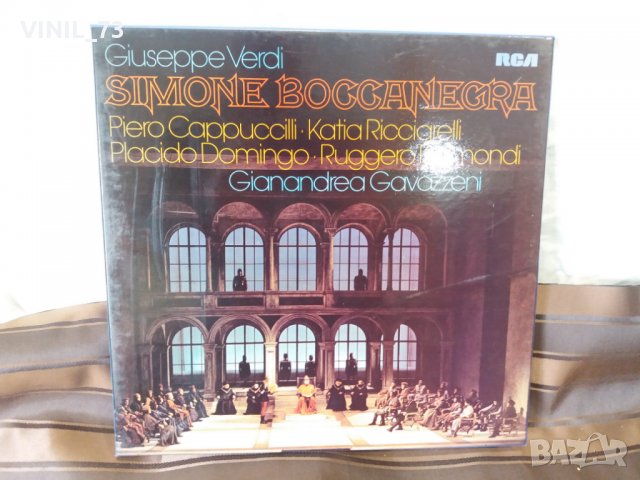 VINIL_73
Giuseppe Verdi
RCA
SIMONE BOCCANEGRA
Piero Cappuccilli · Katia Ricciarelli
Placido Domingo · Ruggero
Gianandrea Gavazzeni
BAZAR